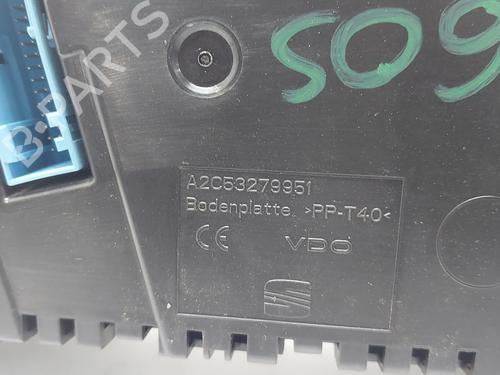 S09
B-PARTS
A2C53279951
Bodenplatte >PP-T40<
CE VDO